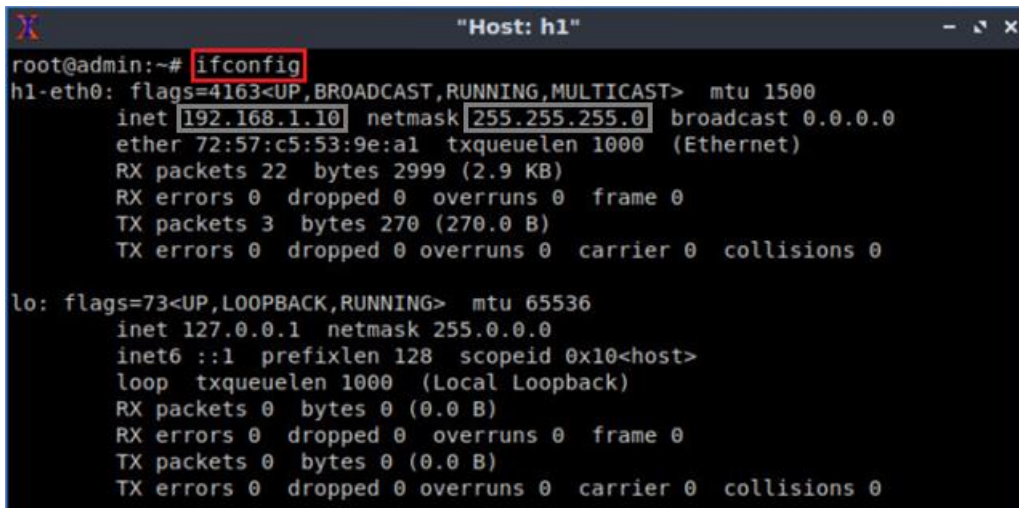 "Host: h1"
root@admin:~# ifconfig
h1-eth0: flags=4163<UP,BROADCAST,RUNNING,MULTICAST>  mtu 1500
        inet 192.168.1.10  netmask 255.255.255.0  broadcast 0.0.0.0
        ether 72:57:c5:53:9e:a1  txqueuelen 1000  (Ethernet)
        RX packets 22  bytes 2999 (2.9 KB)
        RX errors 0  dropped 0  overruns 0  frame 0
        TX packets 3  bytes 270 (270.0 B)
        TX errors 0  dropped 0 overruns 0  carrier 0  collisions 0

lo: flags=73<UP,LOOPBACK,RUNNING>  mtu 65536
        inet 127.0.0.1  netmask 255.0.0.0
        inet6 ::1  prefixlen 128  scopeid 0x10<host>
        loop  txqueuelen 1000  (Local Loopback)
        RX packets 0  bytes 0 (0.0 B)
        RX errors 0  dropped 0  overruns 0  frame 0
        TX packets 0  bytes 0 (0.0 B)
        TX errors 0  dropped 0 overruns 0  carrier 0  collisions 0